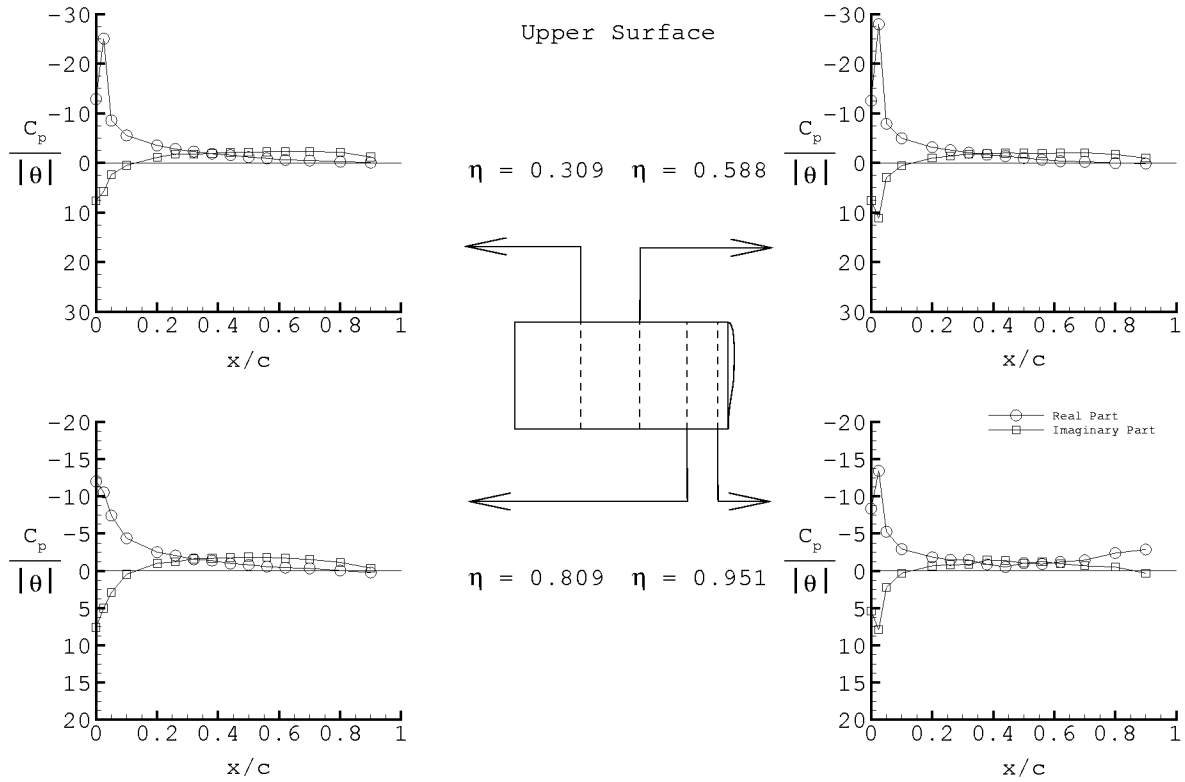 Upper Surface
-30
-20
-10
0
10
20
30
C_p
|θ|
0 0.2 0.4 0.6 0.8 1
x/c
η = 0.309 η = 0.588
-30
-20
-10
0
10
20
30
C_p
|θ|
0 0.2 0.4 0.6 0.8 1
x/c
-20
-15
-10
-5
0
5
10
15
20
C_p
|θ|
0 0.2 0.4 0.6 0.8 1
x/c
η = 0.809 η = 0.951
Real Part
Imaginary Part
-20
-15
-10
-5
0
5
10
15
20
C_p
|θ|
0 0.2 0.4 0.6 0.8 1
x/c